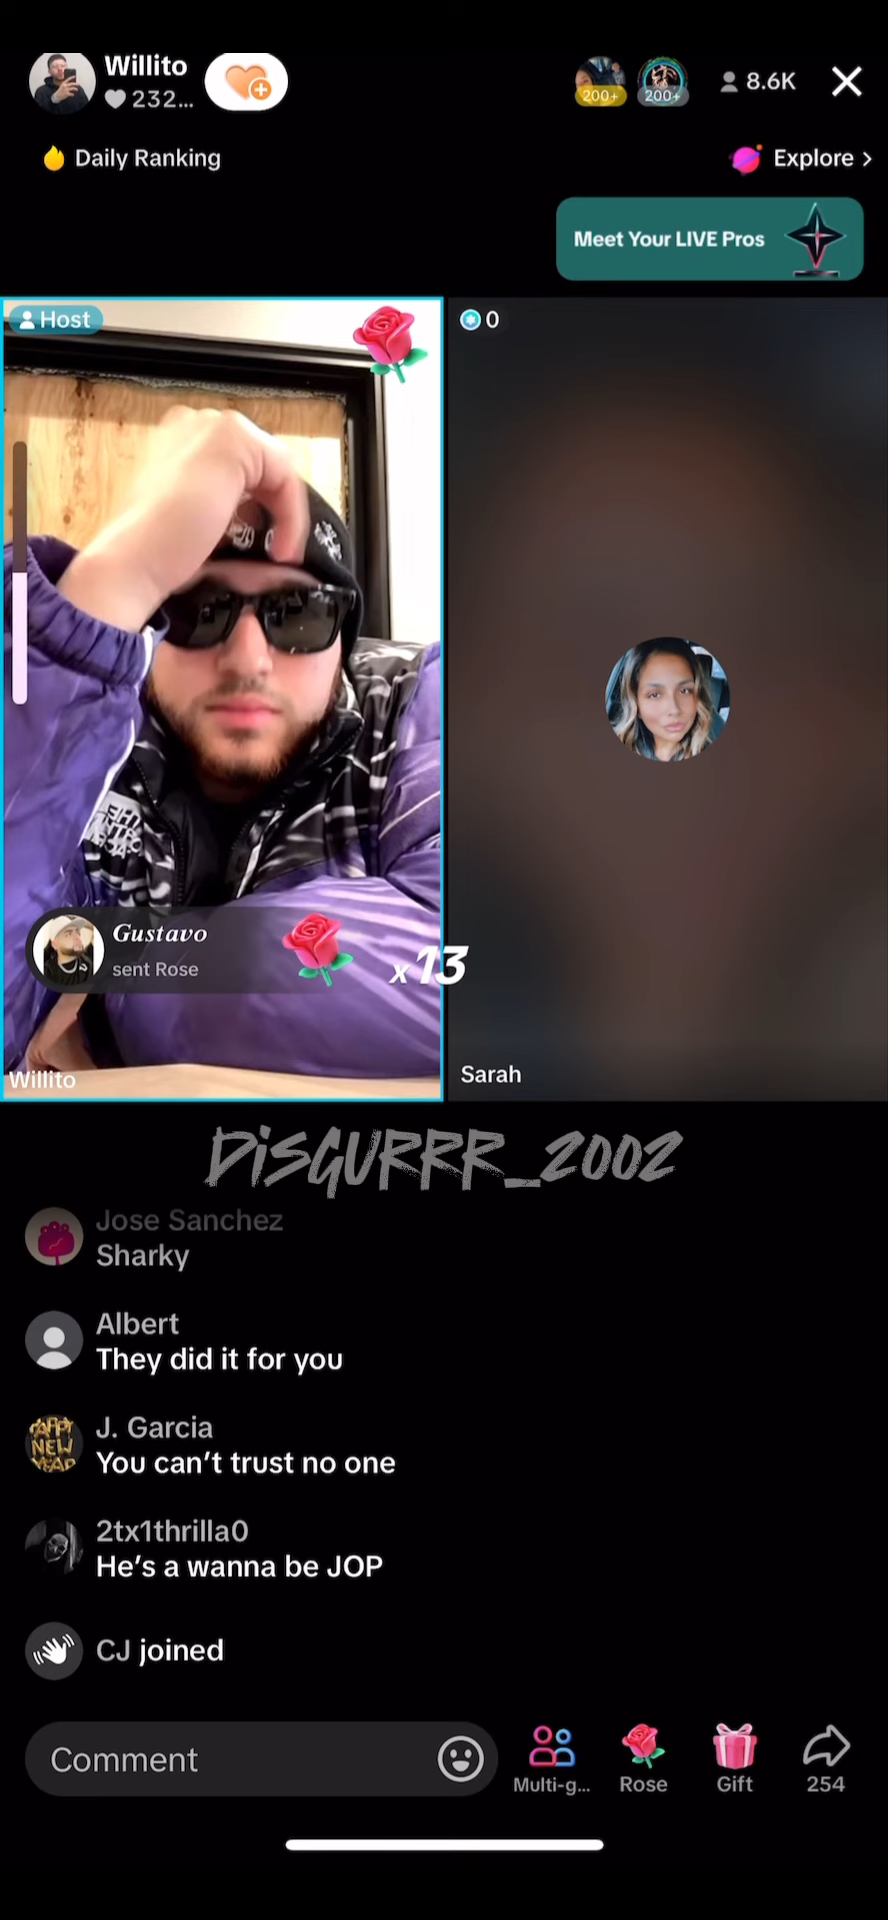 Willito
232...
200+
200+
8.6K
Daily Ranking
Explore >
Meet Your LIVE Pros
Host
0
Gustavo
sent Rose
x13
Willito
Sarah
DiSGURRR_2002
Jose Sanchez
Sharky
Albert
They did it for you
J. Garcia
You can’t trust no one
2tx1thrilla0
He’s a wanna be JOP
CJ joined
Comment
Multi-g...
Rose
Gift
254